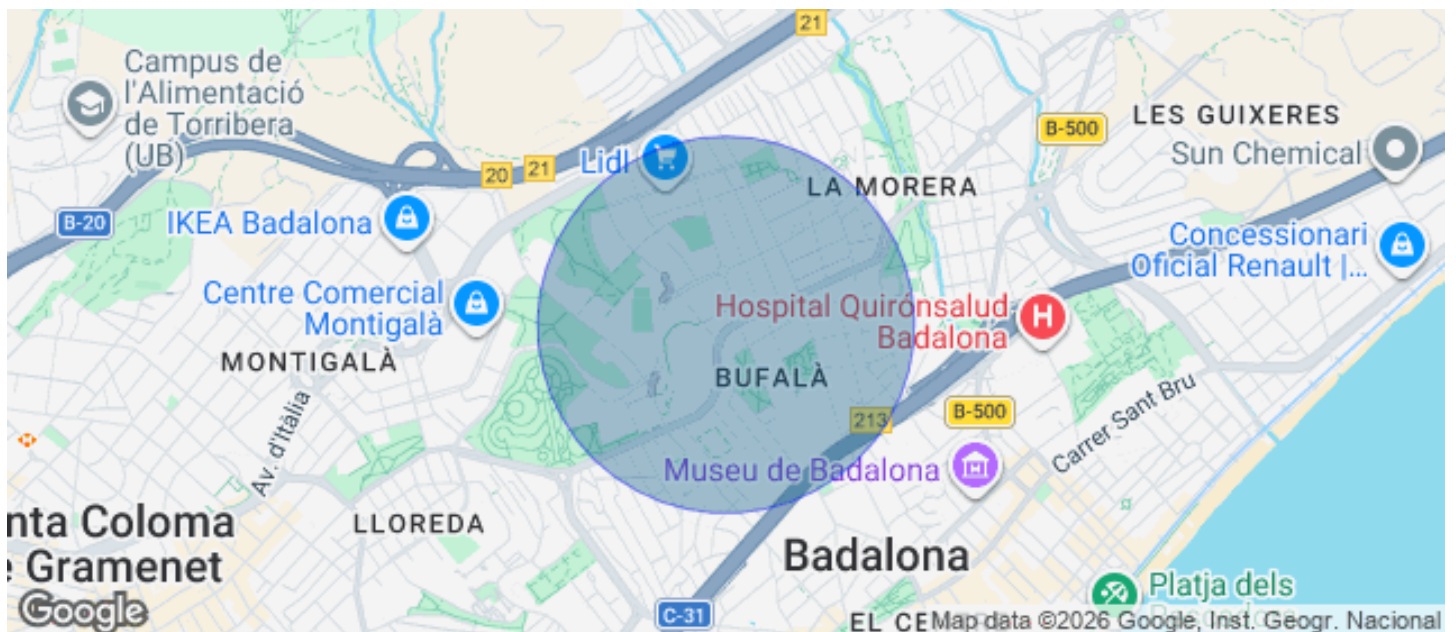 21
Campus de
l'Alimentació
de Torribera
(UB)
LES GUIXERES
B-500
Sun Chemical
Lidl
20
21
LA MORERA
B-20
IKEA Badalona
Concessionari
Oficial Renault |...
Centre Comercial
Montigalà
Hospital Quirónsalud
Badalona
H
MONTIGALÀ
BUFALÀ
Av. d'Itàlia
213
B-500
Carrer Sant Bru
Museu de Badalona
nta Coloma
e Gramenet
LLOREDA
Badalona
Platja dels
Google
C-31
EL CE
Map data ©2026 Google, Inst. Geogr. Nacional